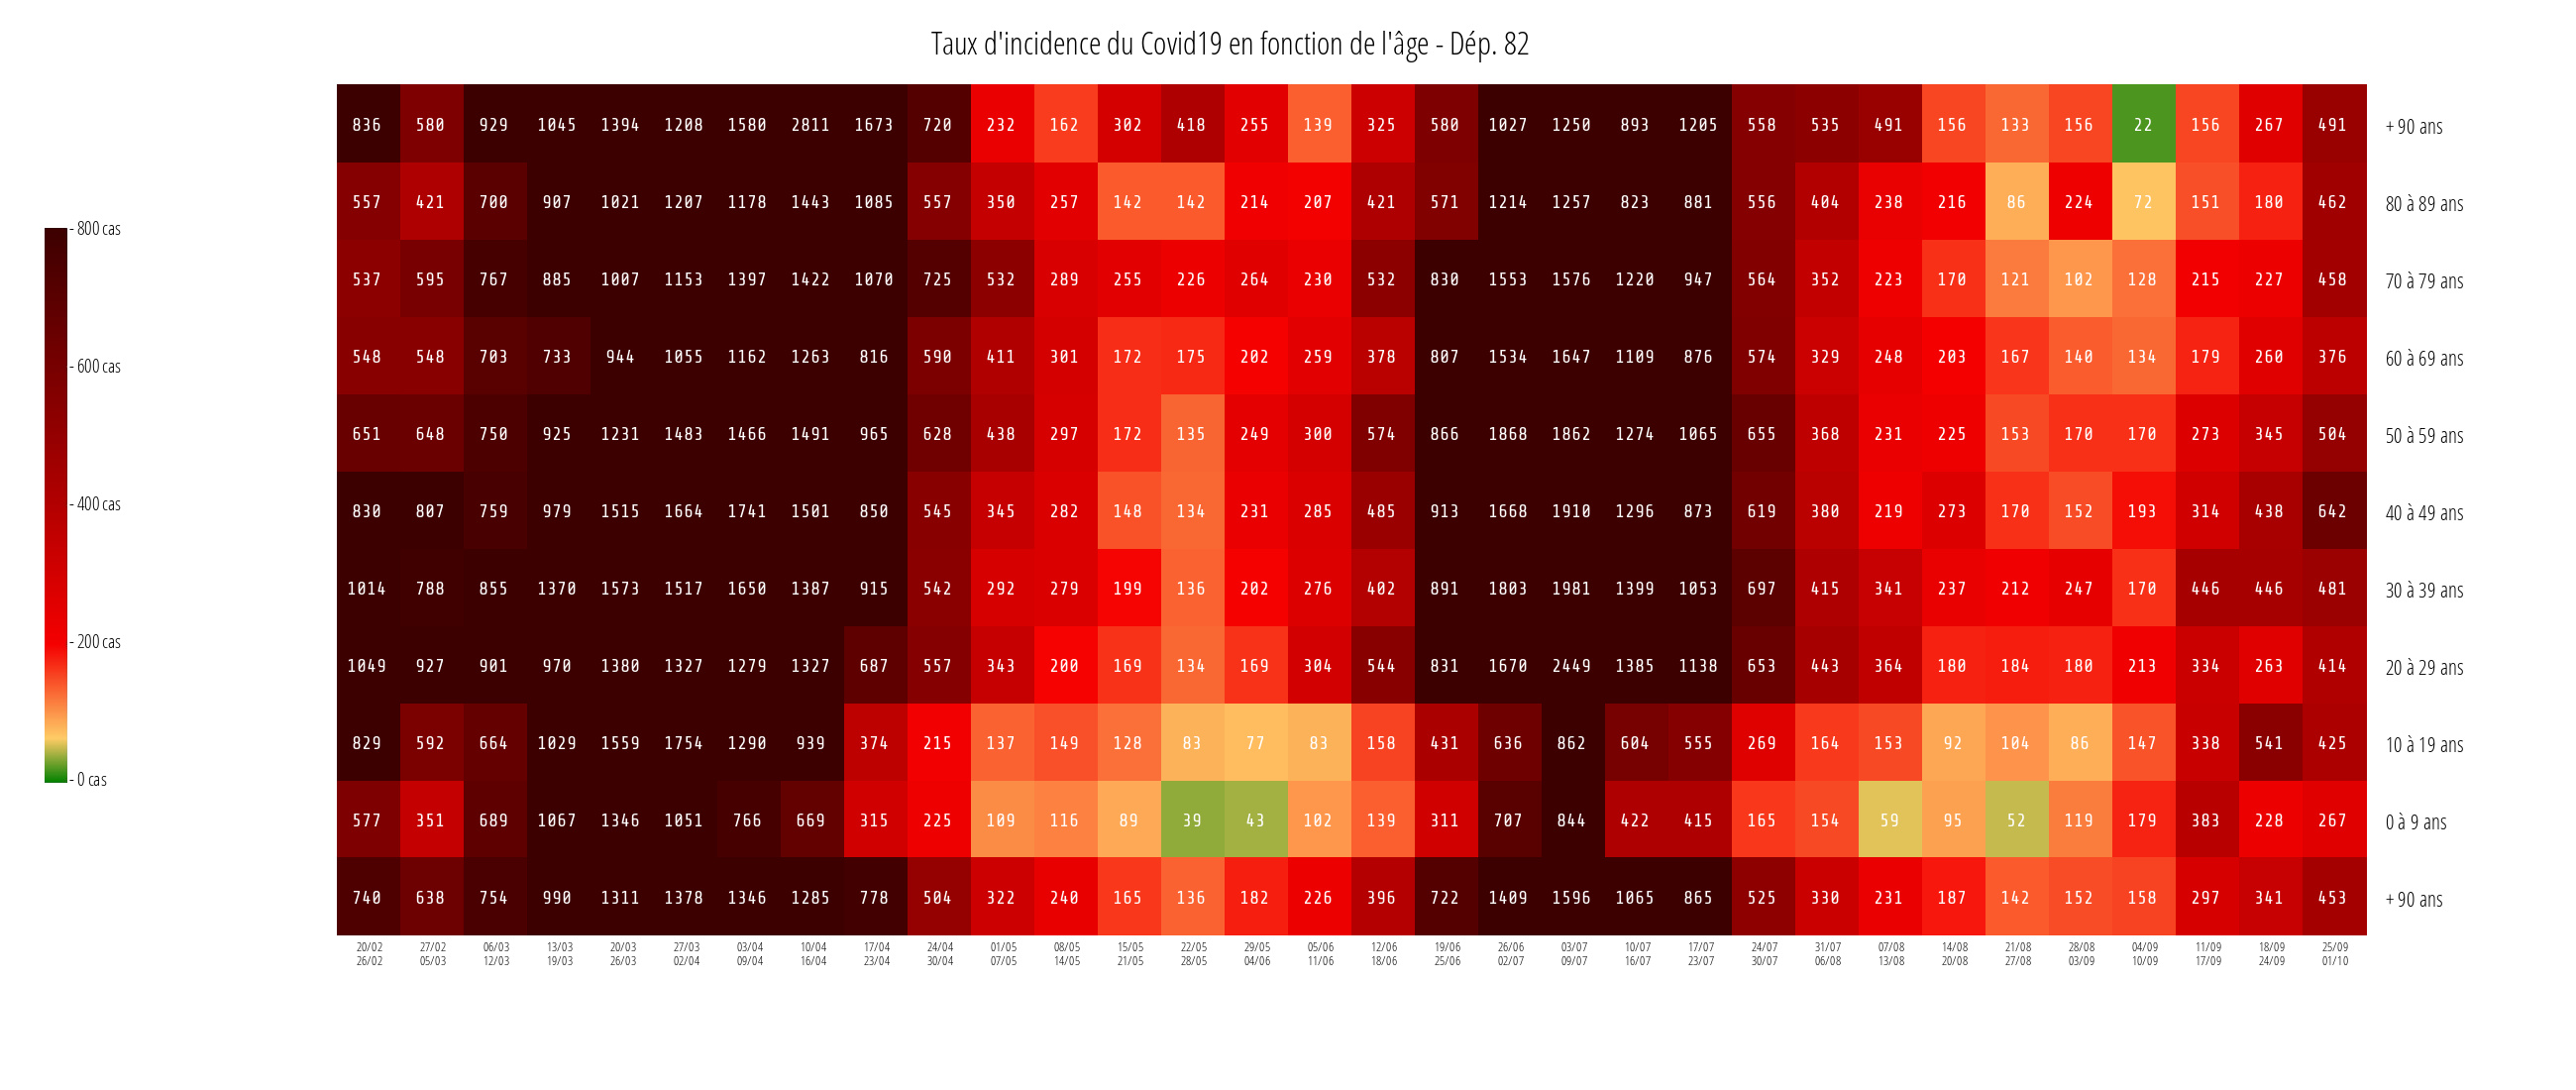 Taux d'incidence du Covid19 en fonction de l'âge - Dép. 82
- 800 cas
- 600 cas
- 400 cas
- 200 cas
- 0 cas
836 580 929 1045 1394 1208 1580 2811 1673 720 232 162 302 418 255 139 325 580 1027 1250 893 1205 558 535 491 156 133 156 22 156 267 491 + 90 ans
557 421 700 907 1021 1207 1178 1443 1085 557 350 257 142 142 214 207 421 571 1214 1257 823 881 556 404 238 216 86 224 72 151 180 462 80 à 89 ans
537 595 767 885 1007 1153 1397 1422 1070 725 532 289 255 226 264 230 532 830 1553 1576 1220 947 564 352 223 170 121 102 128 215 227 458 70 à 79 ans
548 548 703 733 944 1055 1162 1263 816 590 411 301 172 175 202 259 378 807 1534 1647 1109 876 574 329 248 203 167 140 134 179 260 376 60 à 69 ans
651 648 750 925 1231 1483 1466 1491 965 628 438 297 172 135 249 300 574 866 1868 1862 1274 1065 655 368 231 225 153 170 170 273 345 504 50 à 59 ans
830 807 759 979 1515 1664 1741 1501 850 545 345 282 148 134 231 285 485 913 1668 1910 1296 873 619 380 219 273 170 152 193 314 438 642 40 à 49 ans
1014 788 855 1370 1573 1517 1650 1387 915 542 292 279 199 136 202 276 402 891 1803 1981 1399 1053 697 415 341 237 212 247 170 446 446 481 30 à 39 ans
1049 927 901 970 1380 1327 1279 1327 687 557 343 200 169 134 169 304 544 831 1670 2449 1385 1138 653 443 364 180 184 180 213 334 263 414 20 à 29 ans
829 592 664 1029 1559 1754 1290 939 374 215 137 149 128 83 77 83 158 431 636 862 604 555 269 164 153 92 104 86 147 338 541 425 10 à 19 ans
577 351 689 1067 1346 1051 766 669 315 225 109 116 89 39 43 102 139 311 707 844 422 415 165 154 59 95 52 119 179 383 228 267 0 à 9 ans
740 638 754 990 1311 1378 1346 1285 778 504 322 240 165 136 182 226 396 722 1409 1596 1065 865 525 330 231 187 142 152 158 297 341 453 + 90 ans
20/02 27/02 06/03 13/03 20/03 27/03 03/04 10/04 17/04 24/04 01/05 08/05 15/05 22/05 29/05 05/06 12/06 19/06 26/06 03/07 10/07 17/07 24/07 31/07 07/08 14/08 21/08 28/08 04/09 11/09 18/09 25/09
26/02 05/03 12/03 19/03 26/03 02/04 09/04 16/04 23/04 30/04 07/05 14/05 21/05 28/05 04/06 11/06 18/06 25/06 02/07 09/07 16/07 23/07 30/07 06/08 13/08 20/08 27/08 03/09 10/09 17/09 24/09 01/10